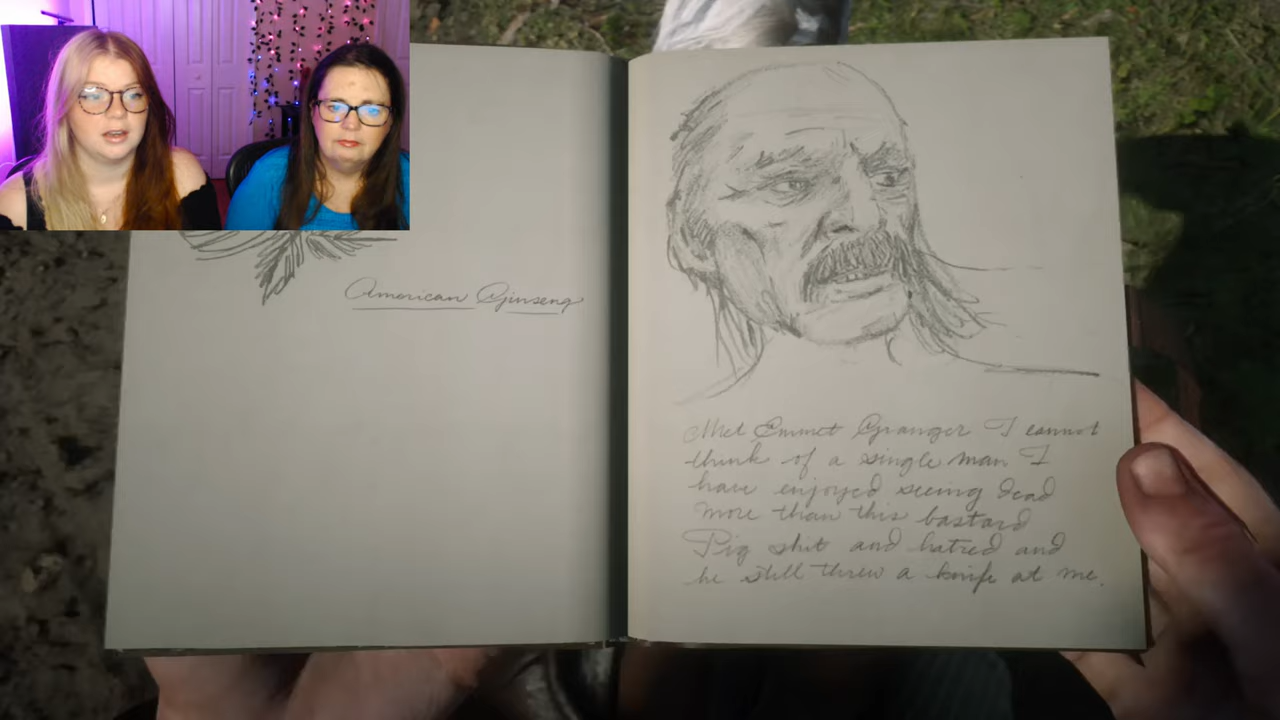 American Ginseng
Met Emmet Granger I cannot
think of a single man I
have enjoyed seeing dead
more than this bastard
Pig shit and hatred and
he still threw a knife at me.